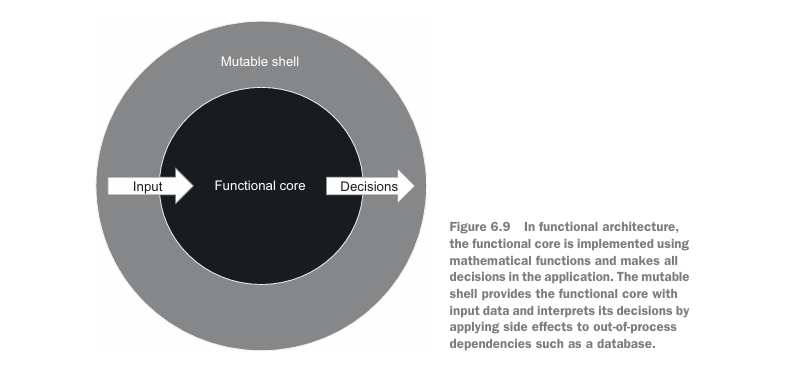 Mutable shell
Input
Functional core
Decisions
Figure 6.9 In functional architecture,
the functional core is implemented using
mathematical functions and makes all
decisions in the application. The mutable
shell provides the functional core with
input data and interprets its decisions by
applying side effects to out-of-process
dependencies such as a database.